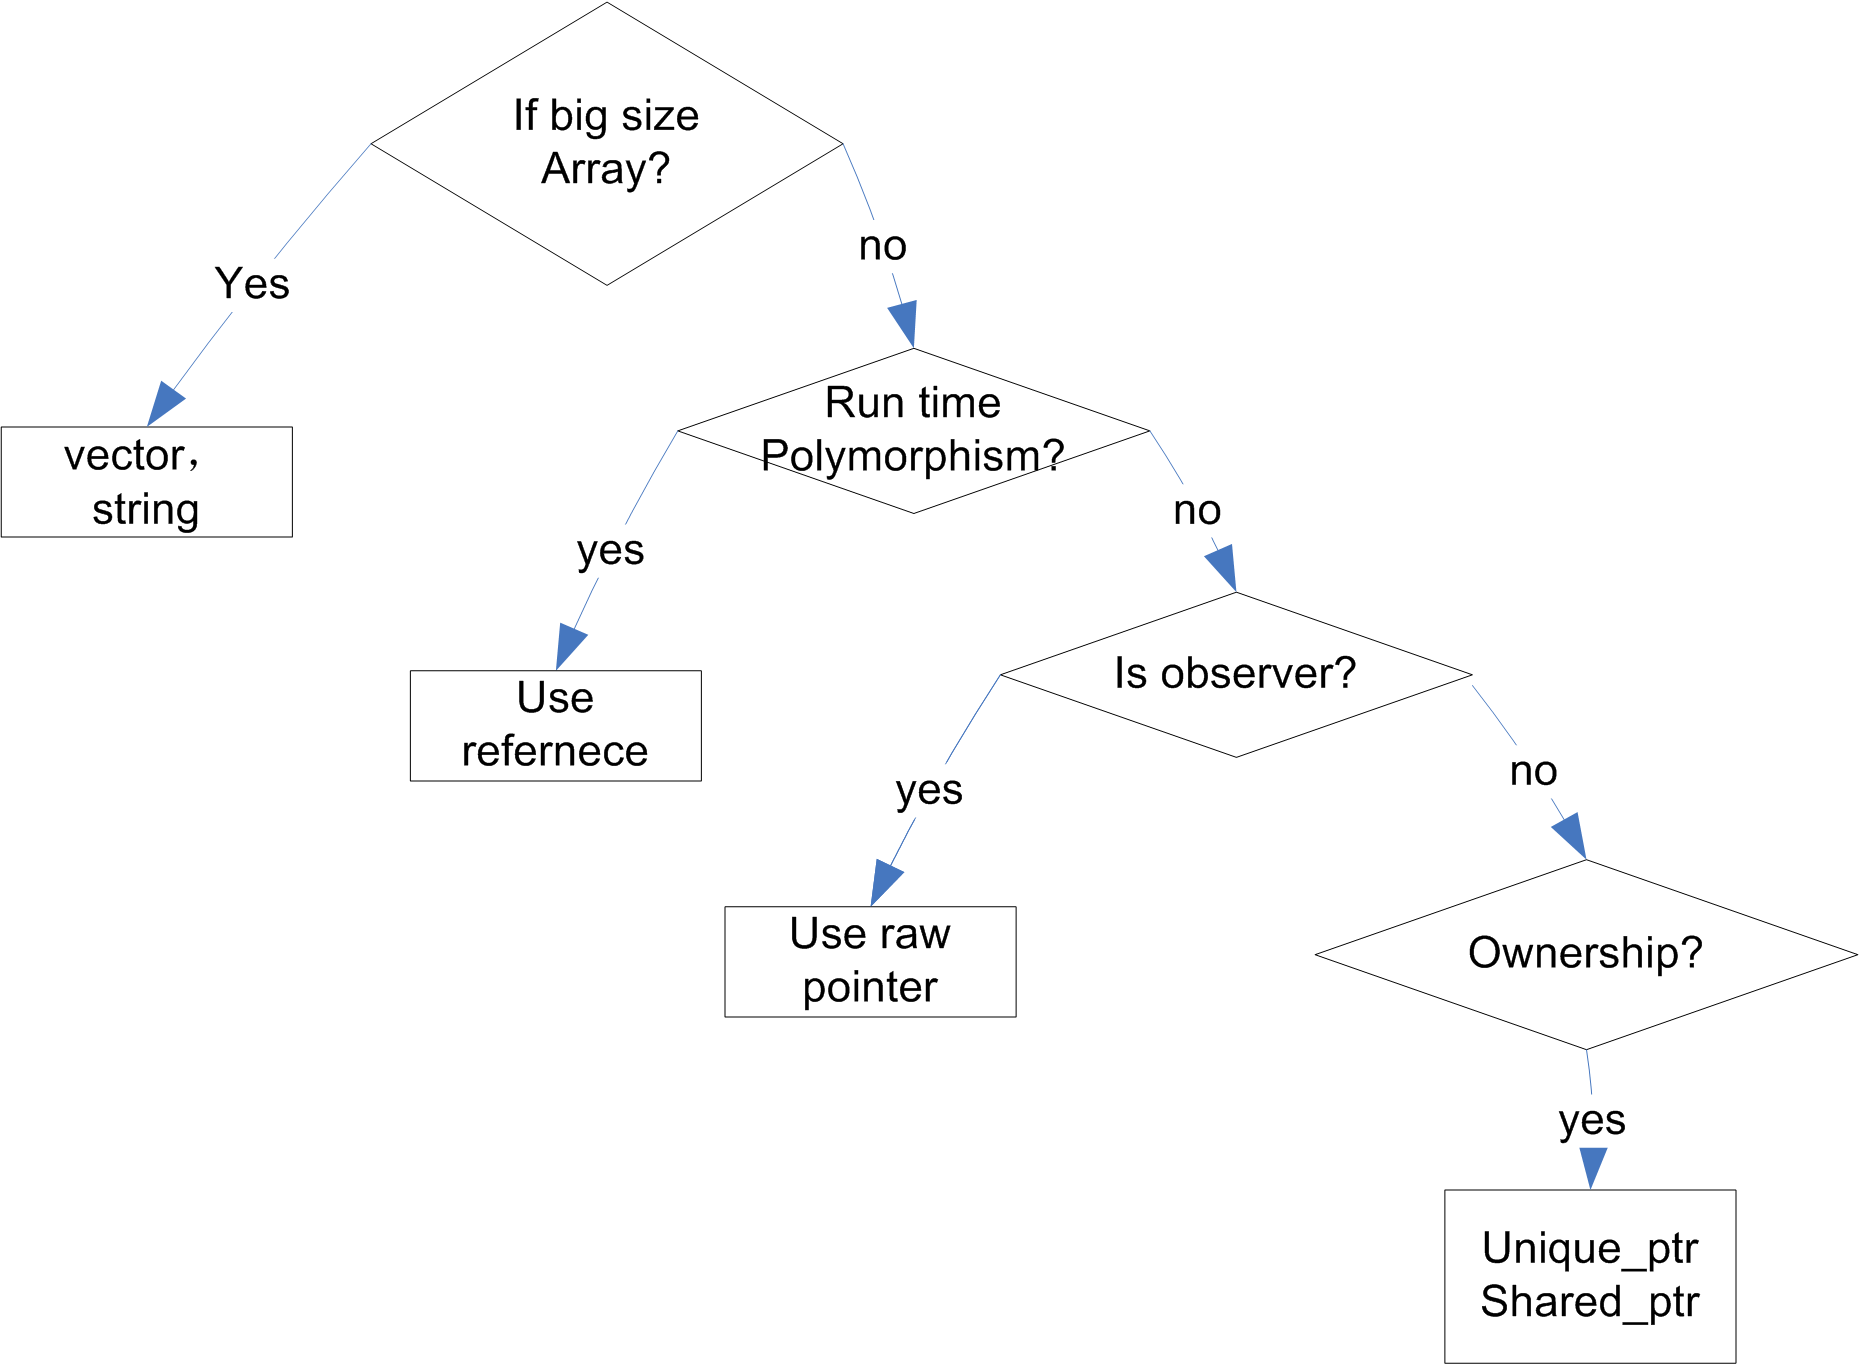 If big size
Array?
no
Yes
Run time
Polymorphism?
vector，
string
no
yes
Is observer?
Use
refernece
no
yes
Use raw
pointer
Ownership?
yes
Unique_ptr
Shared_ptr